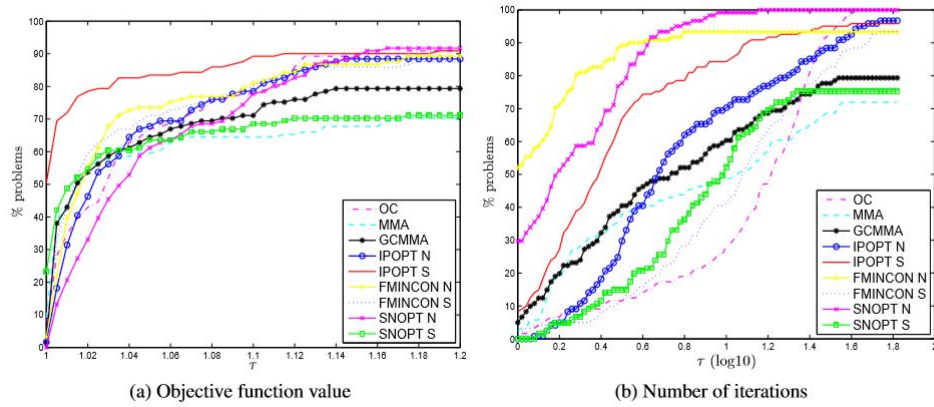 100
90
80
70
60
50
40
30
20
10
0
% problems
1 1.02 1.04 1.06 1.08 1.1 1.12 1.14 1.16 1.18 1.2
τ
OC
MMA
GCMMA
IPOPT N
IPOPT S
FMINCON N
FMINCON S
SNOPT N
SNOPT S
(a) Objective function value
100
90
80
70
60
50
40
30
20
10
0
% problems
0 0.2 0.4 0.6 0.8 1 1.2 1.4 1.6 1.8 2
τ (log10)
OC
MMA
GCMMA
IPOPT N
IPOPT S
FMINCON N
FMINCON S
SNOPT N
SNOPT S
(b) Number of iterations